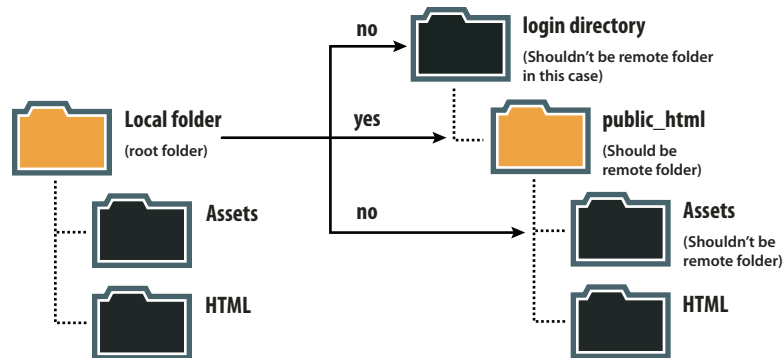 no
login directory
(Shouldn't be remote folder
in this case)
Local folder
(root folder)
yes
public_html
(Should be
remote folder)
Assets
no
Assets
(Shouldn't be
remote folder)
HTML
HTML